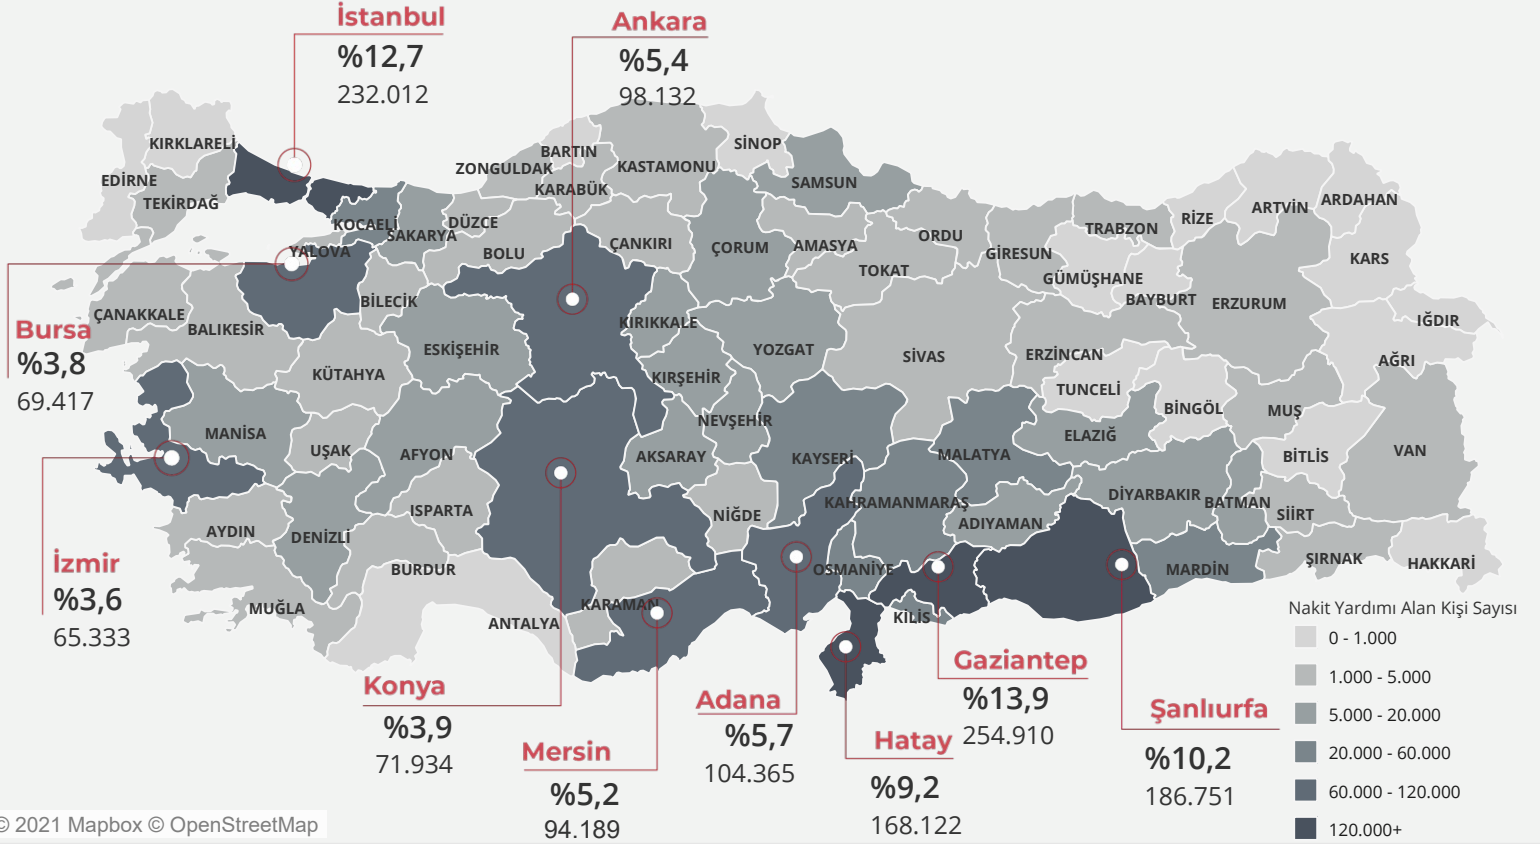 İstanbul
%12,7
232.012
Ankara
%5,4
98.132
KIRKLARELİ
EDİRNE
TEKİRDAĞ
BARTIN
ZONGULDAK
KARABÜK
KASTAMONU
SİNOP
SAMSUN
KOCAELİ
SAKARYA
DÜZCE
YALOVA
BOLU
ÇANKIRI
ÇORUM
AMASYA
ORDU
TOKAT
GİRESUN
TRABZON
RİZE
ARTVİN
ARDAHAN
KARS
GÜMÜŞHANE
BAYBURT
ERZURUM
IĞDIR
AĞRI
ÇANAKKALE
BALIKESİR
BİLECİK
Bursa
%3,8
69.417
ESKİŞEHİR
KIRIKKALE
YOZGAT
SİVAS
ERZİNCAN
TUNCELİ
KÜTAHYA
KIRŞEHİR
NEVŞEHİR
BİNGÖL
MUŞ
MANİSA
UŞAK
AFYON
AKSARAY
KAYSERİ
MALATYA
ELAZIĞ
BİTLİS
VAN
AYDIN
DENİZLİ
ISPARTA
NİĞDE
KAHRAMANMARAŞ
ADIYAMAN
DİYARBAKIR
BATMAN
SİİRT
ŞIRNAK
HAKKARİ
İzmir
%3,6
65.333
BURDUR
MUĞLA
ANTALYA
KARAMAN
OSMANİYE
KİLİS
MARDİN
Konya
%3,9
71.934
Mersin
%5,2
94.189
Adana
%5,7
104.365
Hatay
%9,2
168.122
Gaziantep
%13,9
254.910
Şanlıurfa
%10,2
186.751
Nakit Yardımı Alan Kişi Sayısı
0 - 1.000
1.000 - 5.000
5.000 - 20.000
20.000 - 60.000
60.000 - 120.000
120.000+
© 2021 Mapbox © OpenStreetMap